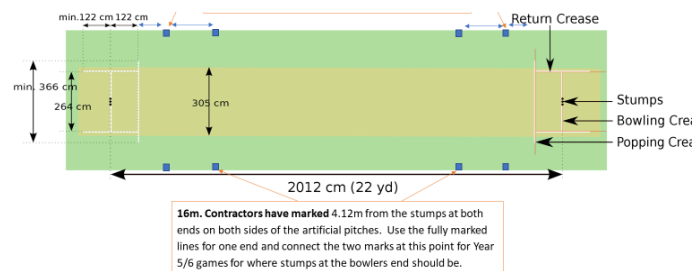 min.122 cm 122 cm
Return Crease
min. 366 cm
264 cm
305 cm
Stumps
Bowling Crea
Popping Crea
2012 cm (22 yd)
16m. Contractors have marked 4.12m from the stumps at both
ends on both sides of the artificial pitches. Use the fully marked
lines for one end and connect the two marks at this point for Year
5/6 games for where stumps at the bowlers end should be.